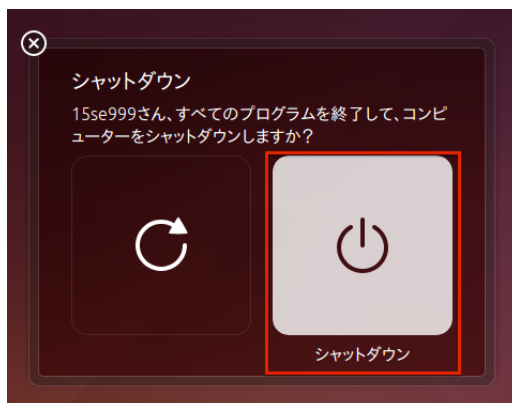 シャットダウン
15se999さん、すべてのプログラムを終了して、コンピ
ューターをシャットダウンしますか？
シャットダウン